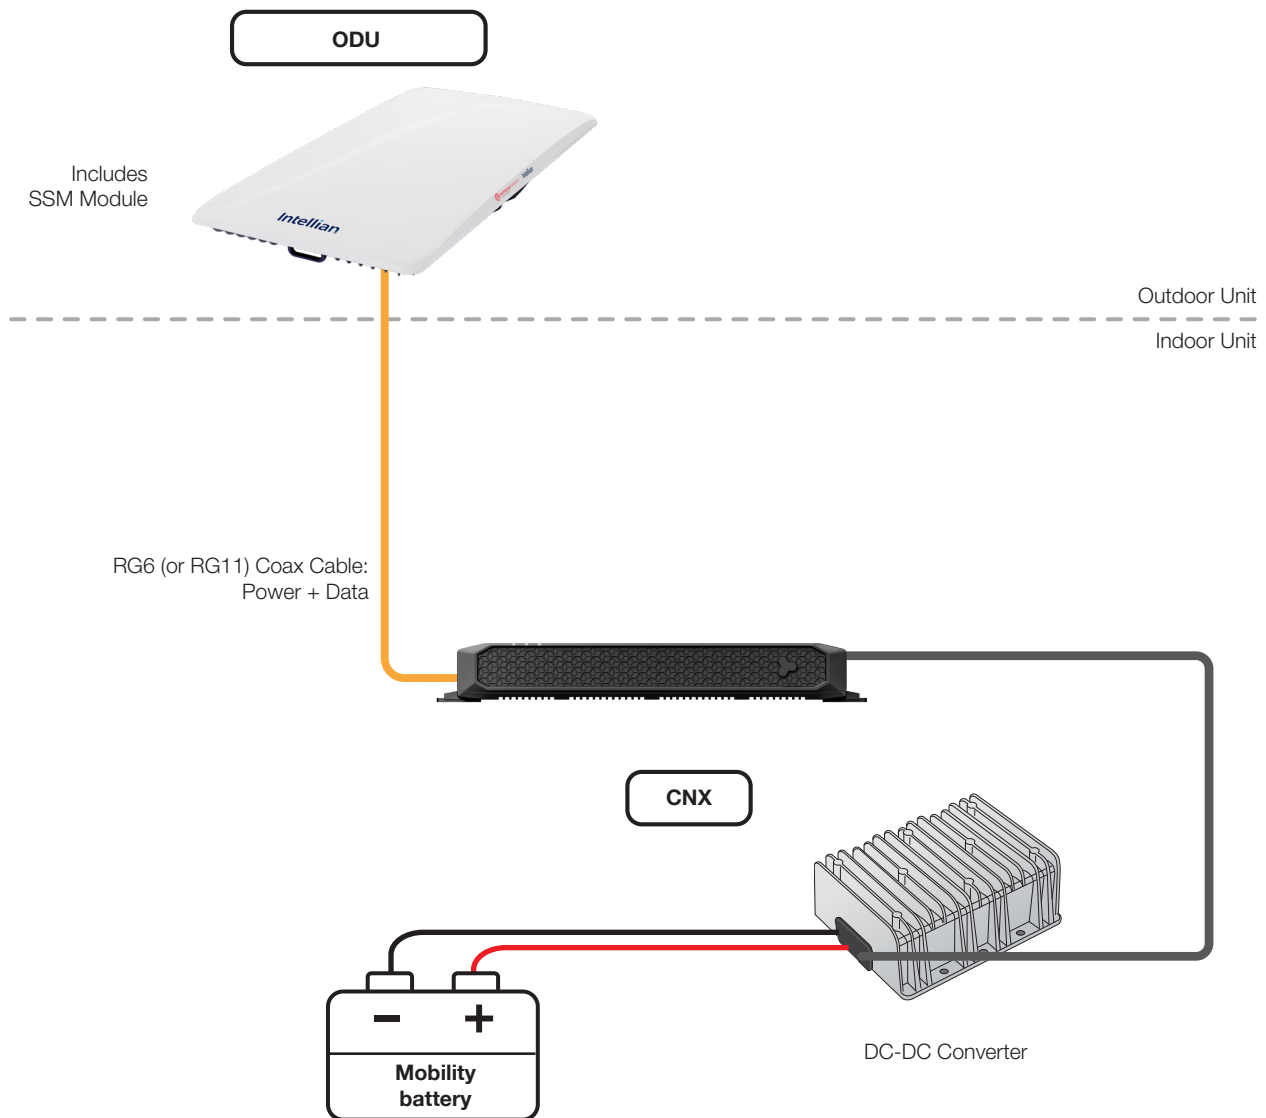 ODU
Includes
SSM Module
Intellian
Outdoor Unit
Indoor Unit
RG6 (or RG11) Coax Cable:
Power + Data
CNX
DC-DC Converter
− +
Mobility
battery